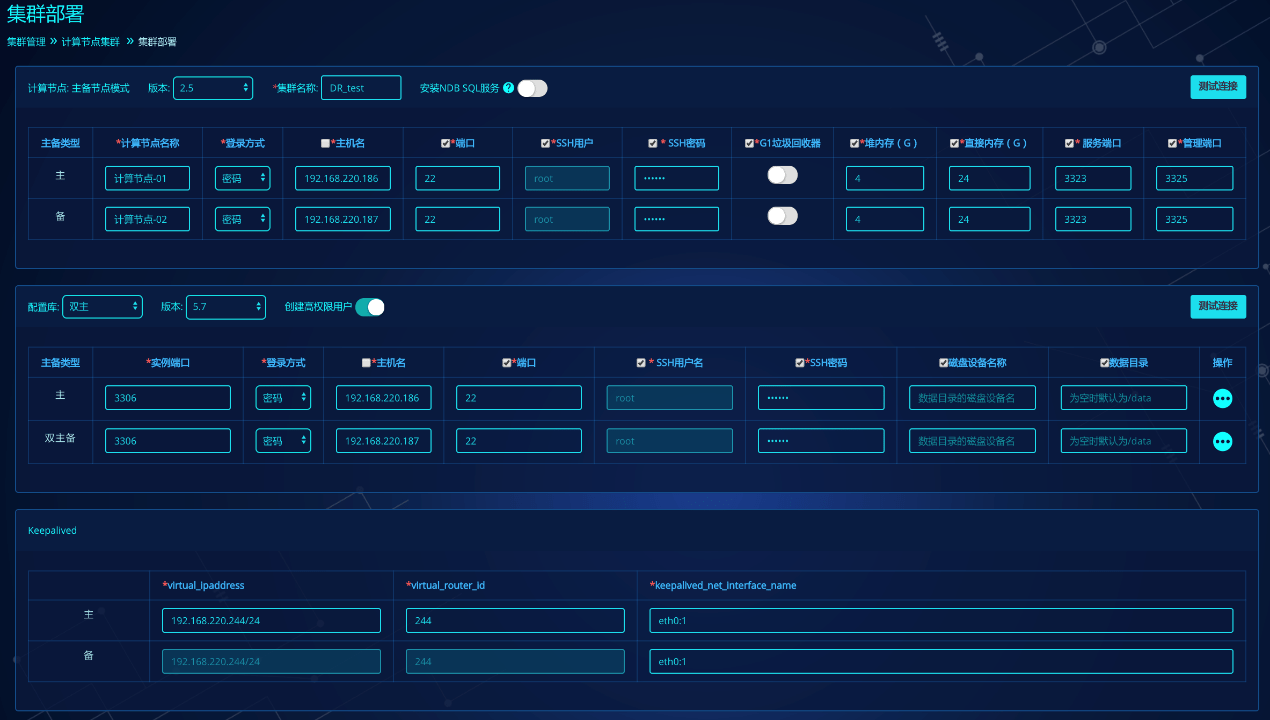 集群部署
集群管理 » 计算节点集群 » 集群部署
计算节点: 主备节点模式 版本: 2.5 *集群名称: DR_test 安装NDB SQL服务 ? 测试连接
主备类型 *计算节点名称 *登录方式 *主机名 *端口 *SSH用户 * SSH密码 *G1垃圾回收器 *堆内存（G） *直接内存（G） * 服务端口 *管理端口
主 计算节点-01 密码 192.168.220.186 22 root •••••• 4 24 3323 3325
备 计算节点-02 密码 192.168.220.187 22 root •••••• 4 24 3323 3325
配置库: 双主 版本: 5.7 创建高权限用户 测试连接
主备类型 *实例端口 *登录方式 *主机名 *端口 * SSH用户名 *SSH密码 磁盘设备名称 数据目录 操作
主 3306 密码 192.168.220.186 22 root •••••• 数据目录的磁盘设备名 为空时默认为/data
双主备 3306 密码 192.168.220.187 22 root •••••• 数据目录的磁盘设备名 为空时默认为/data
Keepalived
*virtual_ipaddress *virtual_router_id *keepalived_net_interface_name
主 192.168.220.244/24 244 eth0:1
备 192.168.220.244/24 244 eth0:1